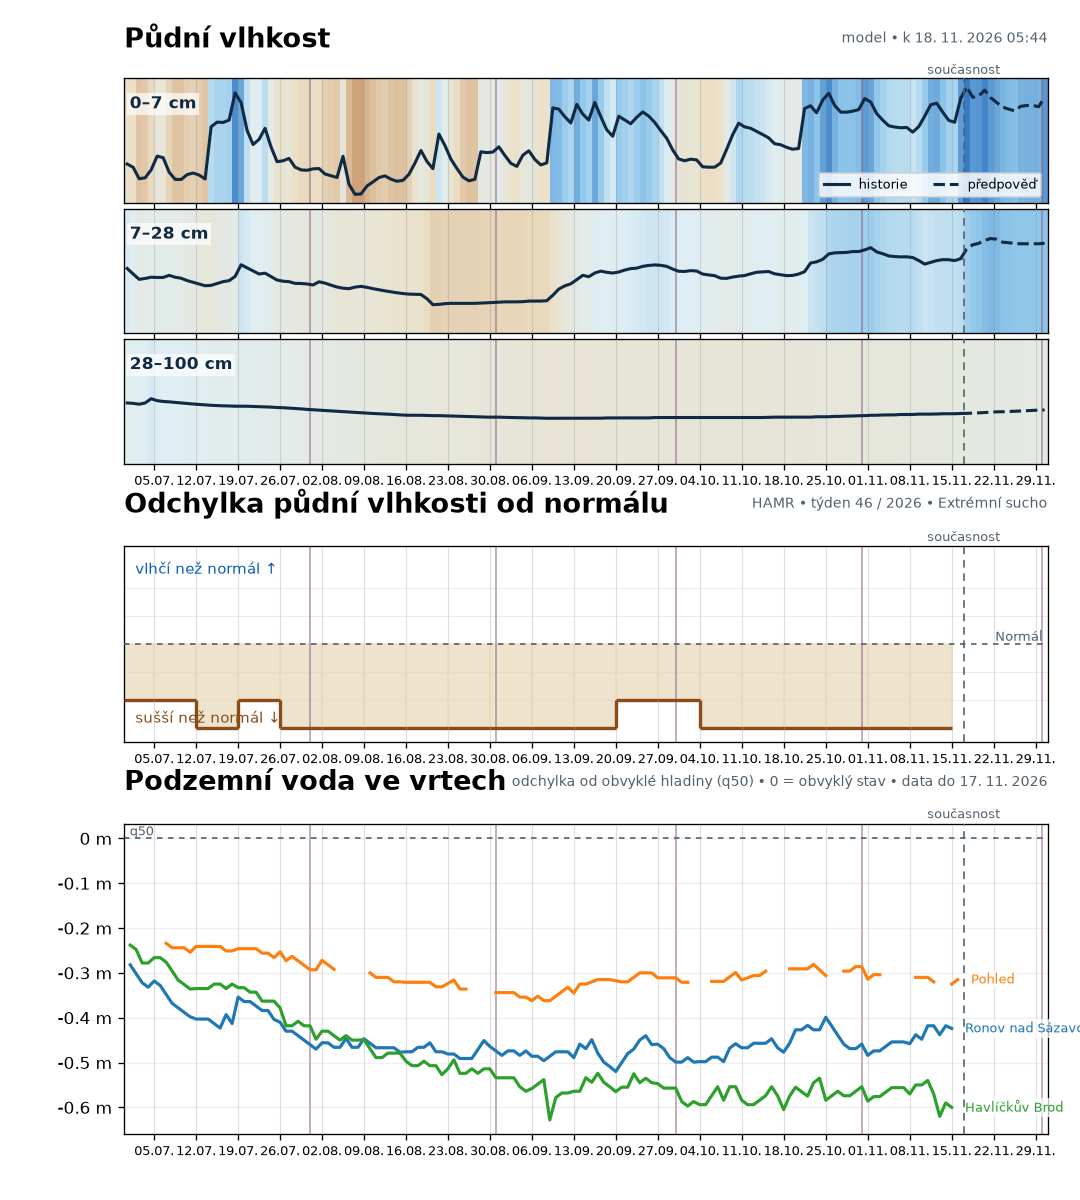 Půdní vlhkost
model • k 18. 11. 2026 05:44
současnost
0–7 cm
historie
předpověď
7–28 cm
28–100 cm
05.07. 12.07. 19.07. 26.07. 02.08. 09.08. 16.08. 23.08. 30.08. 06.09. 13.09. 20.09. 27.09. 04.10. 11.10. 18.10. 25.10. 01.11. 08.11. 15.11. 22.11. 29.11.
Odchylka půdní vlhkosti od normálu
HAMR • týden 46 / 2026 • Extrémní sucho
současnost
vlhčí než normál ↑
Normál
sušší než normál ↓
05.07. 12.07. 19.07. 26.07. 02.08. 09.08. 16.08. 23.08. 30.08. 06.09. 13.09. 20.09. 27.09. 04.10. 11.10. 18.10. 25.10. 01.11. 08.11. 15.11. 22.11. 29.11.
Podzemní voda ve vrtech
odchylka od obvyklé hladiny (q50) • 0 = obvyklý stav • data do 17. 11. 2026
současnost
q50
0 m
-0.1 m
-0.2 m
-0.3 m
Pohled
-0.4 m
Ronov nad Sázavo
-0.5 m
-0.6 m
Havlíčkův Brod
05.07. 12.07. 19.07. 26.07. 02.08. 09.08. 16.08. 23.08. 30.08. 06.09. 13.09. 20.09. 27.09. 04.10. 11.10. 18.10. 25.10. 01.11. 08.11. 15.11. 22.11. 29.11.